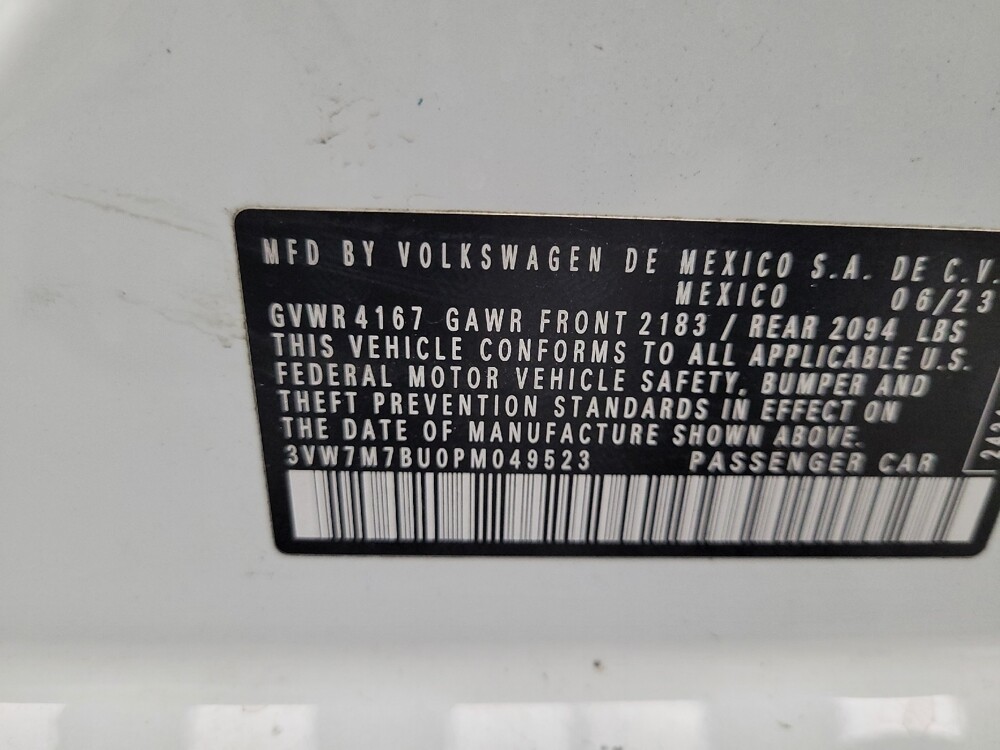 MFD BY VOLKSWAGEN DE MEXICO S.A. DE C.V.
MEXICO 06/23
GVWR 4167 GAWR FRONT 2183 / REAR 2094 LBS
THIS VEHICLE CONFORMS TO ALL APPLICABLE U.S.
FEDERAL MOTOR VEHICLE SAFETY, BUMPER AND
THEFT PREVENTION STANDARDS IN EFFECT ON
THE DATE OF MANUFACTURE SHOWN ABOVE.
3VW7M7BU0PM049523 PASSENGER CAR